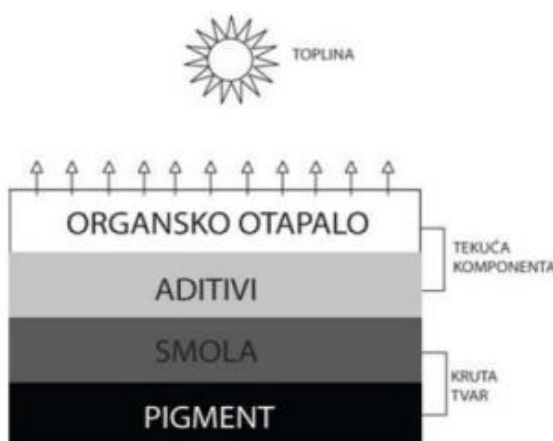 TOPLINA
ORGANSKO OTAPALO
TEKUĆA
KOMPONENTA
ADITIVI
SMOLA
KRUTA
TVAR
PIGMENT